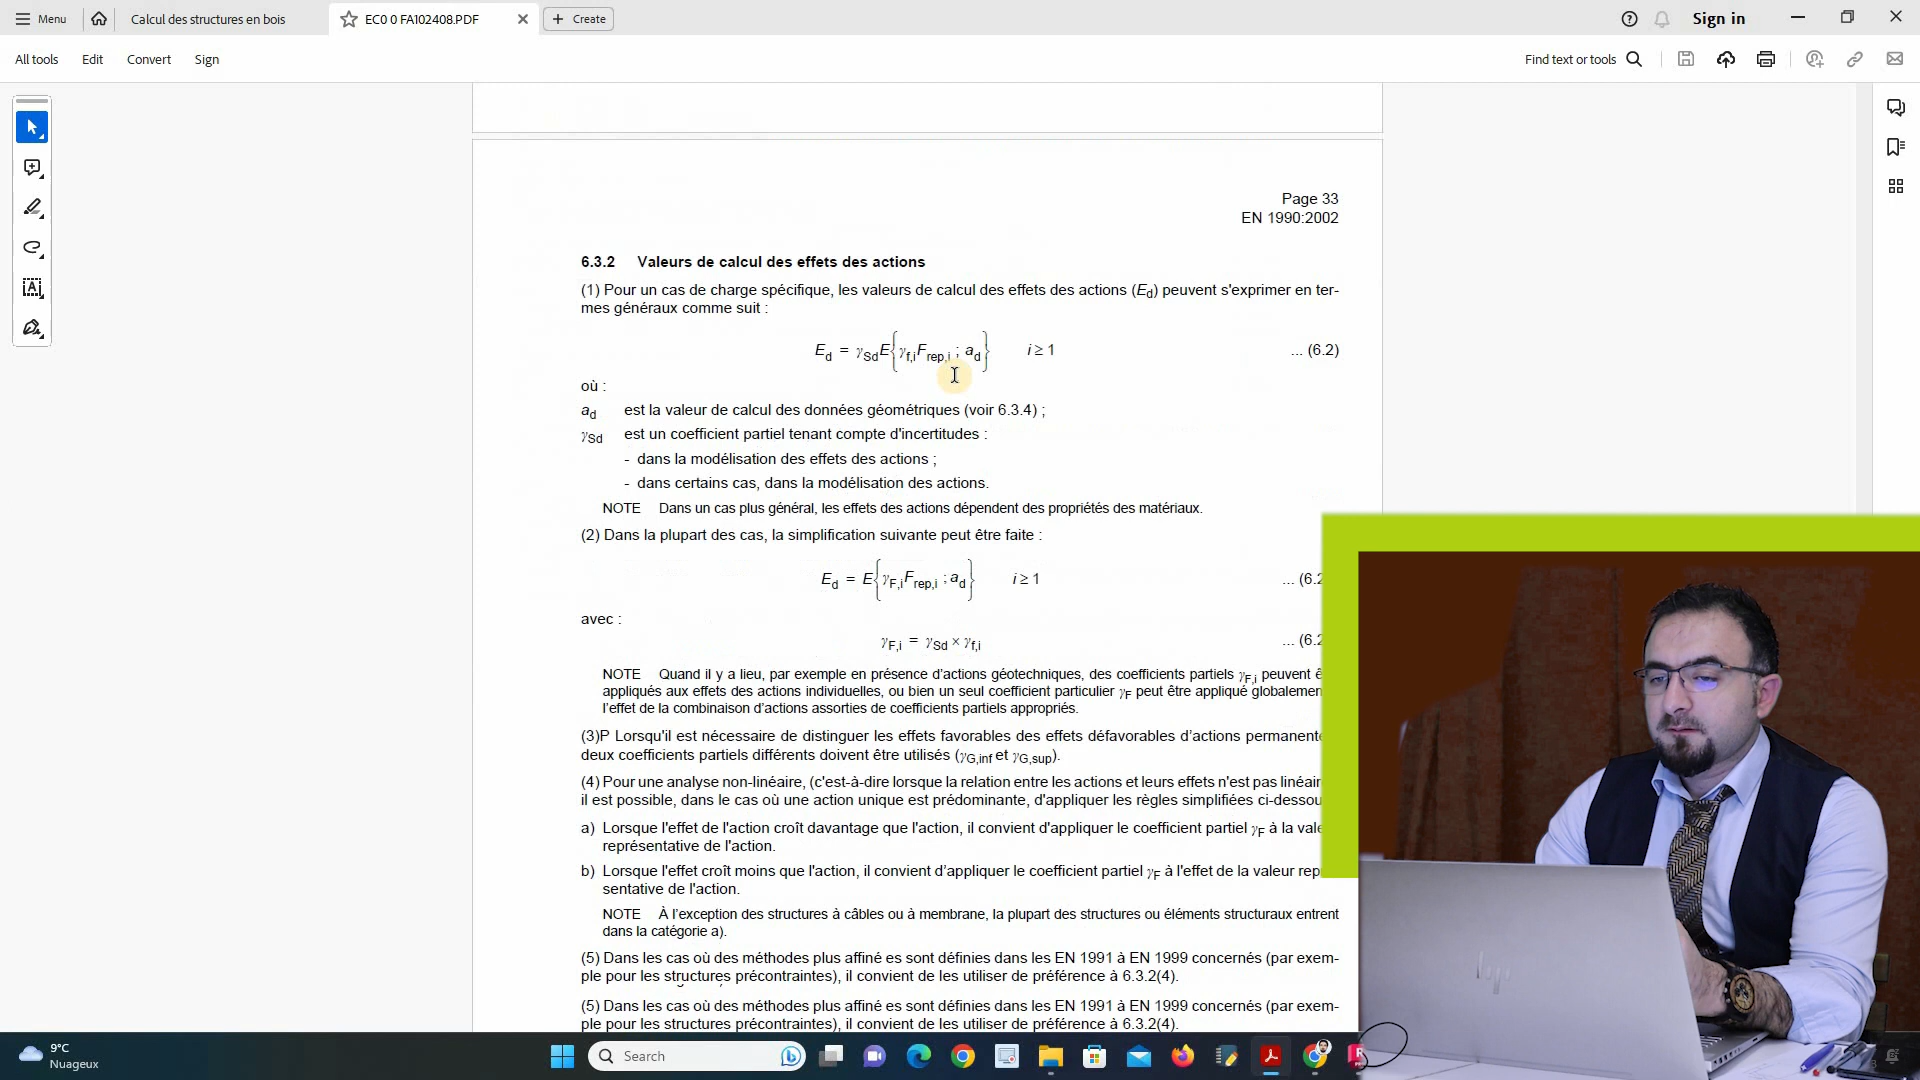 Menu
Calcul des structures en bois
EC0 0 FA102408.PDF
Create
Sign in
All tools
Edit
Convert
Sign
Find text or tools
Page 33
EN 1990:2002
6.3.2 Valeurs de calcul des effets des actions
(1) Pour un cas de charge spécifique, les valeurs de calcul des effets des actions (Ed) peuvent s'exprimer en ter-
mes généraux comme suit :
Ed = γSdE{γf,iFrep,i ; ad} i ≥ 1 ... (6.2)
où :
ad est la valeur de calcul des données géométriques (voir 6.3.4) ;
γSd est un coefficient partiel tenant compte d'incertitudes :
- dans la modélisation des effets des actions ;
- dans certains cas, dans la modélisation des actions.
NOTE Dans un cas plus général, les effets des actions dépendent des propriétés des matériaux.
(2) Dans la plupart des cas, la simplification suivante peut être faite :
Ed = E{γF,iFrep,i ; ad} i ≥ 1 ... (6.2
avec :
γF,i = γSd × γf,i ... (6.2
NOTE Quand il y a lieu, par exemple en présence d'actions géotechniques, des coefficients partiels γF,i peuvent ê
appliqués aux effets des actions individuelles, ou bien un seul coefficient particulier γF peut être appliqué globalemen
l'effet de la combinaison d'actions assorties de coefficients partiels appropriés.
(3)P Lorsqu'il est nécessaire de distinguer les effets favorables des effets défavorables d'actions permanente
deux coefficients partiels différents doivent être utilisés (γG,inf et γG,sup).
(4) Pour une analyse non-linéaire, (c'est-à-dire lorsque la relation entre les actions et leurs effets n'est pas linéair
il est possible, dans le cas où une action unique est prédominante, d'appliquer les règles simplifiées ci-dessou
a) Lorsque l'effet de l'action croît davantage que l'action, il convient d'appliquer le coefficient partiel γF à la vale
représentative de l'action.
b) Lorsque l'effet croît moins que l'action, il convient d'appliquer le coefficient partiel γF à l'effet de la valeur repr
sentative de l'action.
NOTE À l'exception des structures à câbles ou à membrane, la plupart des structures ou éléments structuraux entrent
dans la catégorie a).
(5) Dans les cas où des méthodes plus affiné es sont définies dans les EN 1991 à EN 1999 concernés (par exem-
ple pour les structures précontraintes), il convient de les utiliser de préférence à 6.3.2(4).
(5) Dans les cas où des méthodes plus affiné es sont définies dans les EN 1991 à EN 1999 concernés (par exem-
ple pour les structures précontraintes), il convient de les utiliser de préférence à 6.3.2(4).
hp
9°C
Nuageux
Search